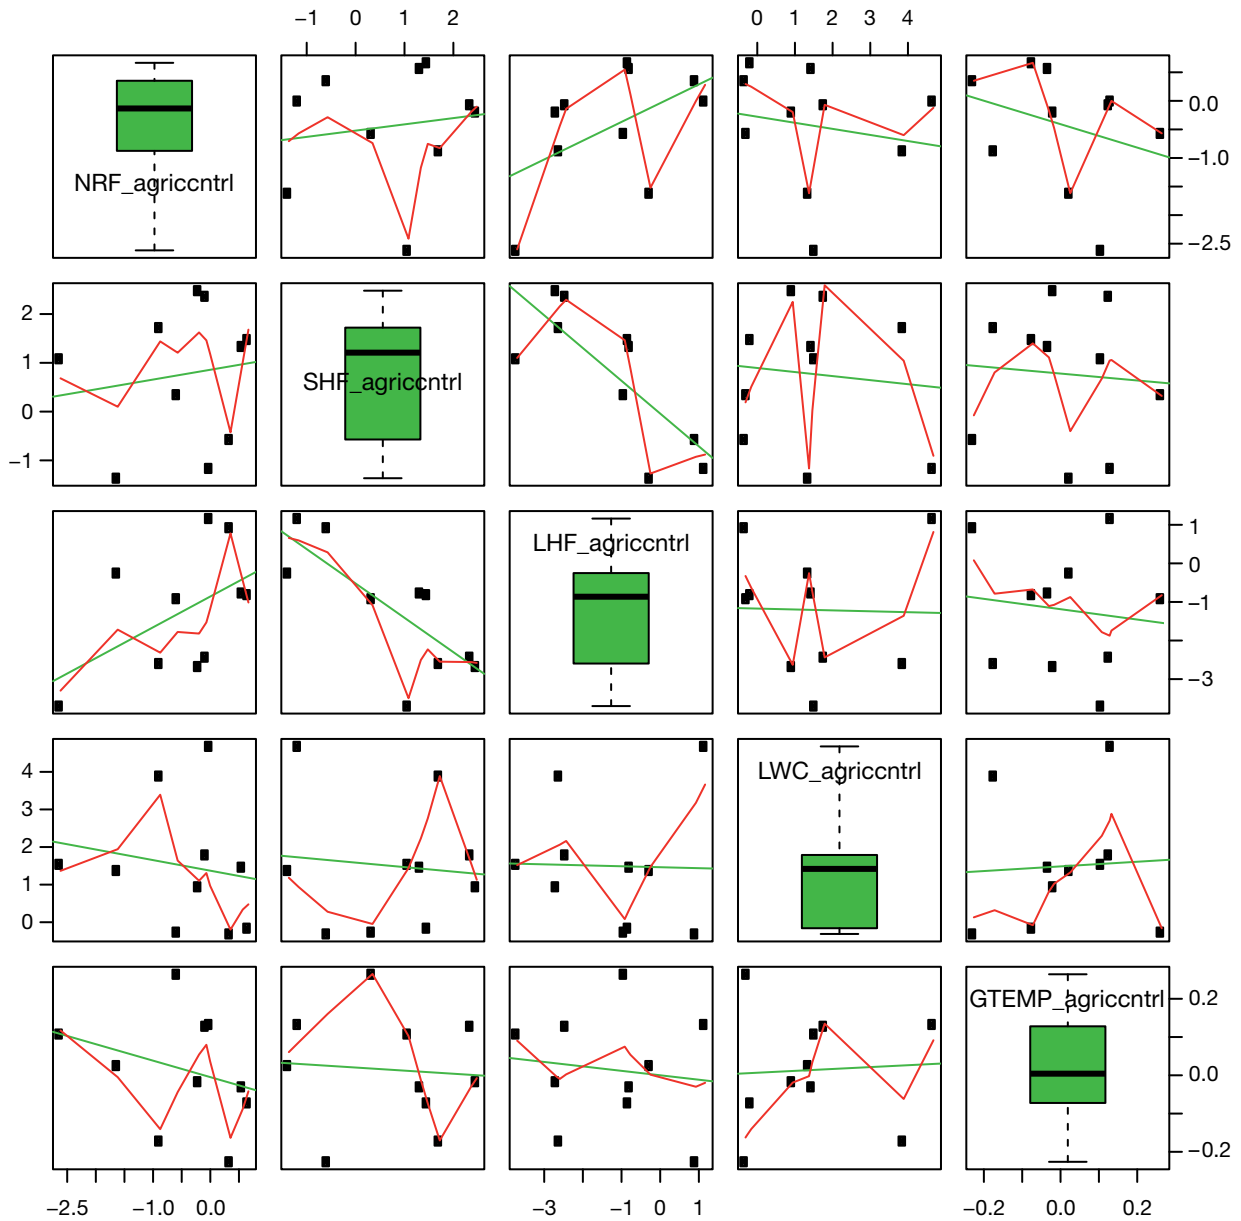 −1 0 1 2
0 1 2 3 4
NRF_agriccntrl
0.0
−1.0
−2.5
2
1
0
−1
SHF_agriccntrl
LHF_agriccntrl
1
0
−1
−3
4
3
2
1
0
LWC_agriccntrl
GTEMP_agriccntrl
0.2
0.0
−0.2
−2.5 −1.0 0.0
−3 −1 0 1
−0.2 0.0 0.2